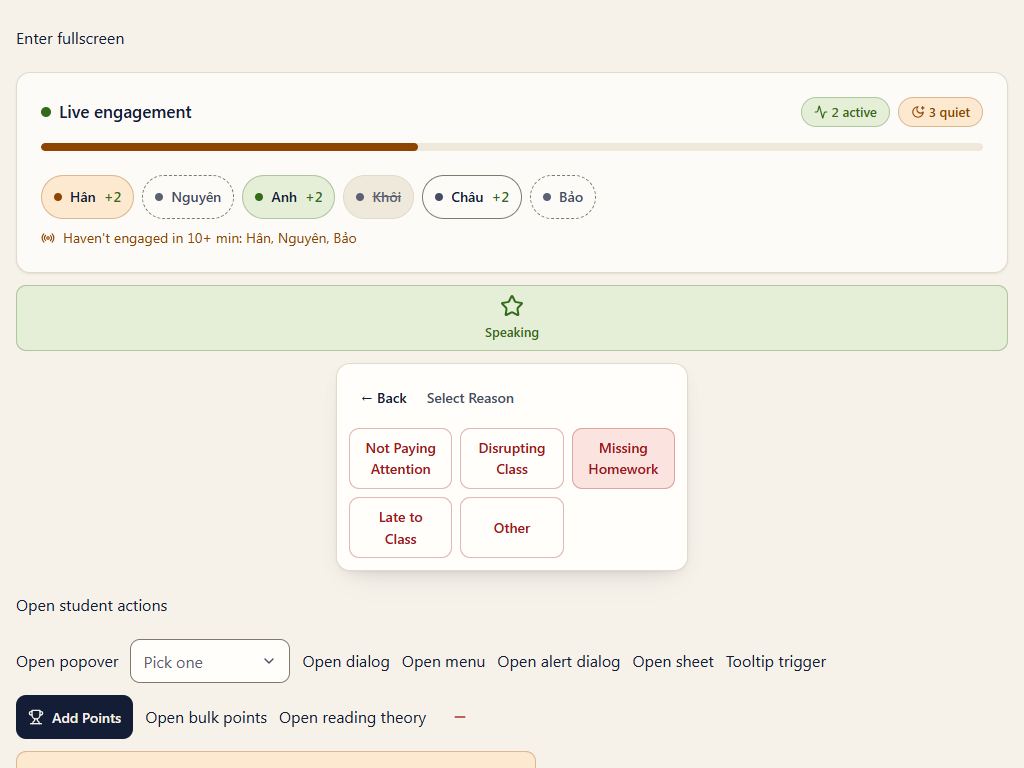 Enter fullscreen
Live engagement
2 active
3 quiet
Hân +2
Nguyên
Anh +2
Khôi
Châu +2
Bảo
Haven't engaged in 10+ min: Hân, Nguyên, Bảo
Speaking
← Back
Select Reason
Not Paying
Attention
Disrupting
Class
Missing
Homework
Late to
Class
Other
Open student actions
Open popover
Pick one
Open dialog
Open menu
Open alert dialog
Open sheet
Tooltip trigger
Add Points
Open bulk points
Open reading theory